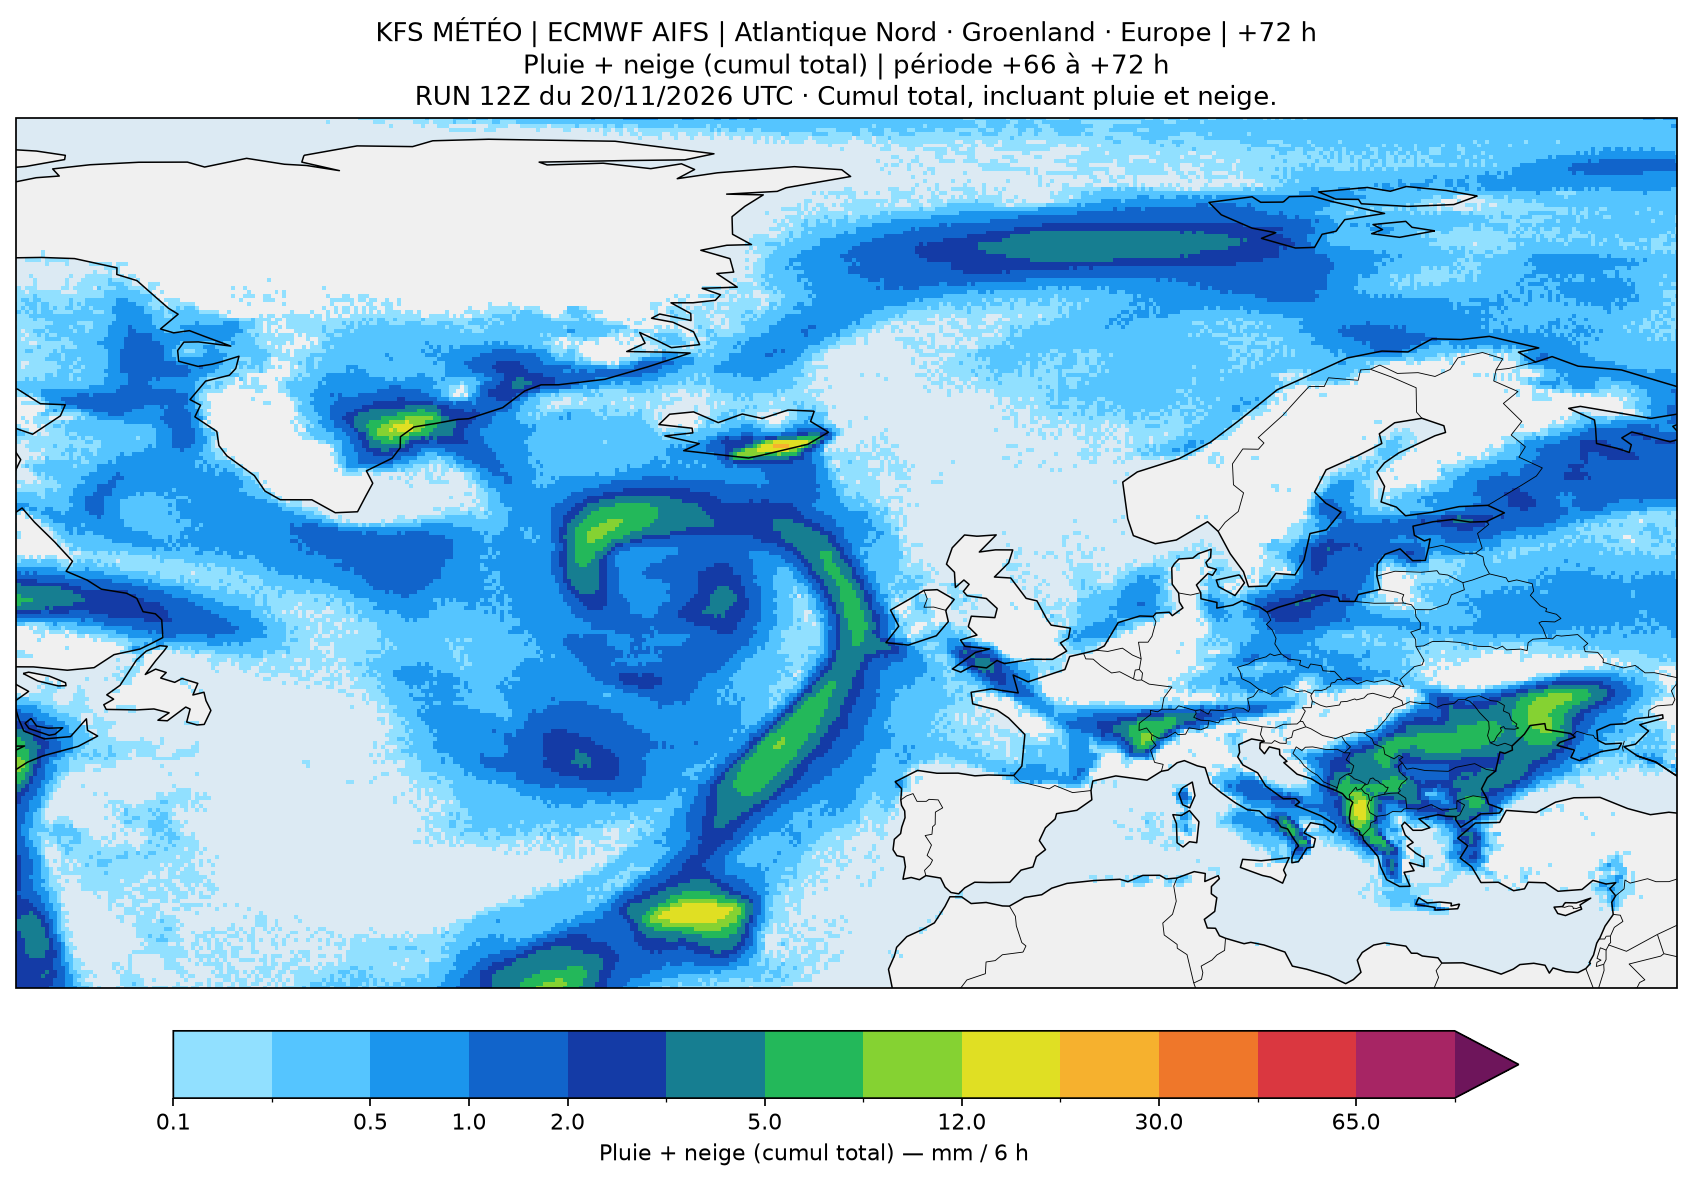 KFS MÉTÉO | ECMWF AIFS | Atlantique Nord · Groenland · Europe | +72 h
Pluie + neige (cumul total) | période +66 à +72 h
RUN 12Z du 20/11/2026 UTC · Cumul total, incluant pluie et neige.
0.1 0.5 1.0 2.0 5.0 12.0 30.0 65.0
Pluie + neige (cumul total) — mm / 6 h